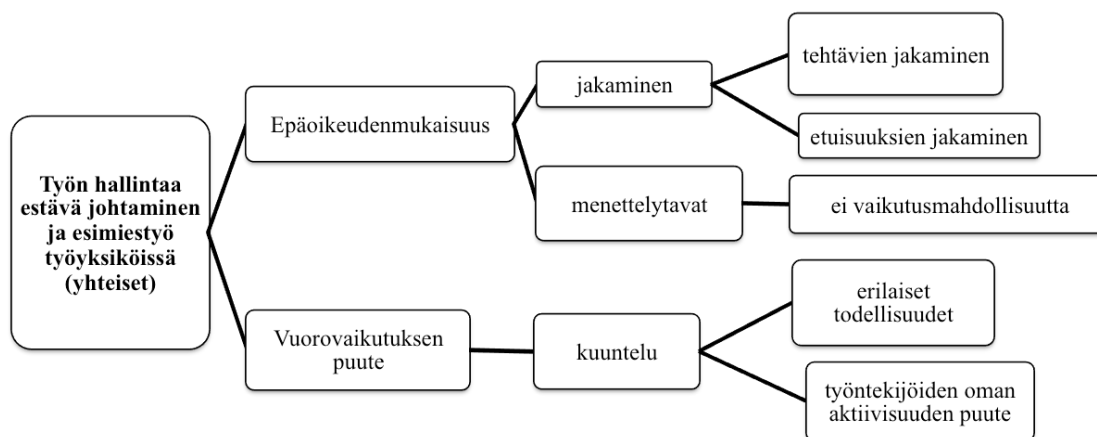 Työn hallintaa
estävä johtaminen
ja esimiestyö
työyksiköissä
(yhteiset)
Epäoikeudenmukaisuus
jakaminen
tehtävien jakaminen
etuisuuksien jakaminen
menettelytavat
ei vaikutusmahdollisuutta
Vuorovaikutuksen
puute
kuuntelu
erilaiset
todellisuudet
työntekijöiden oman
aktiivisuuden puute